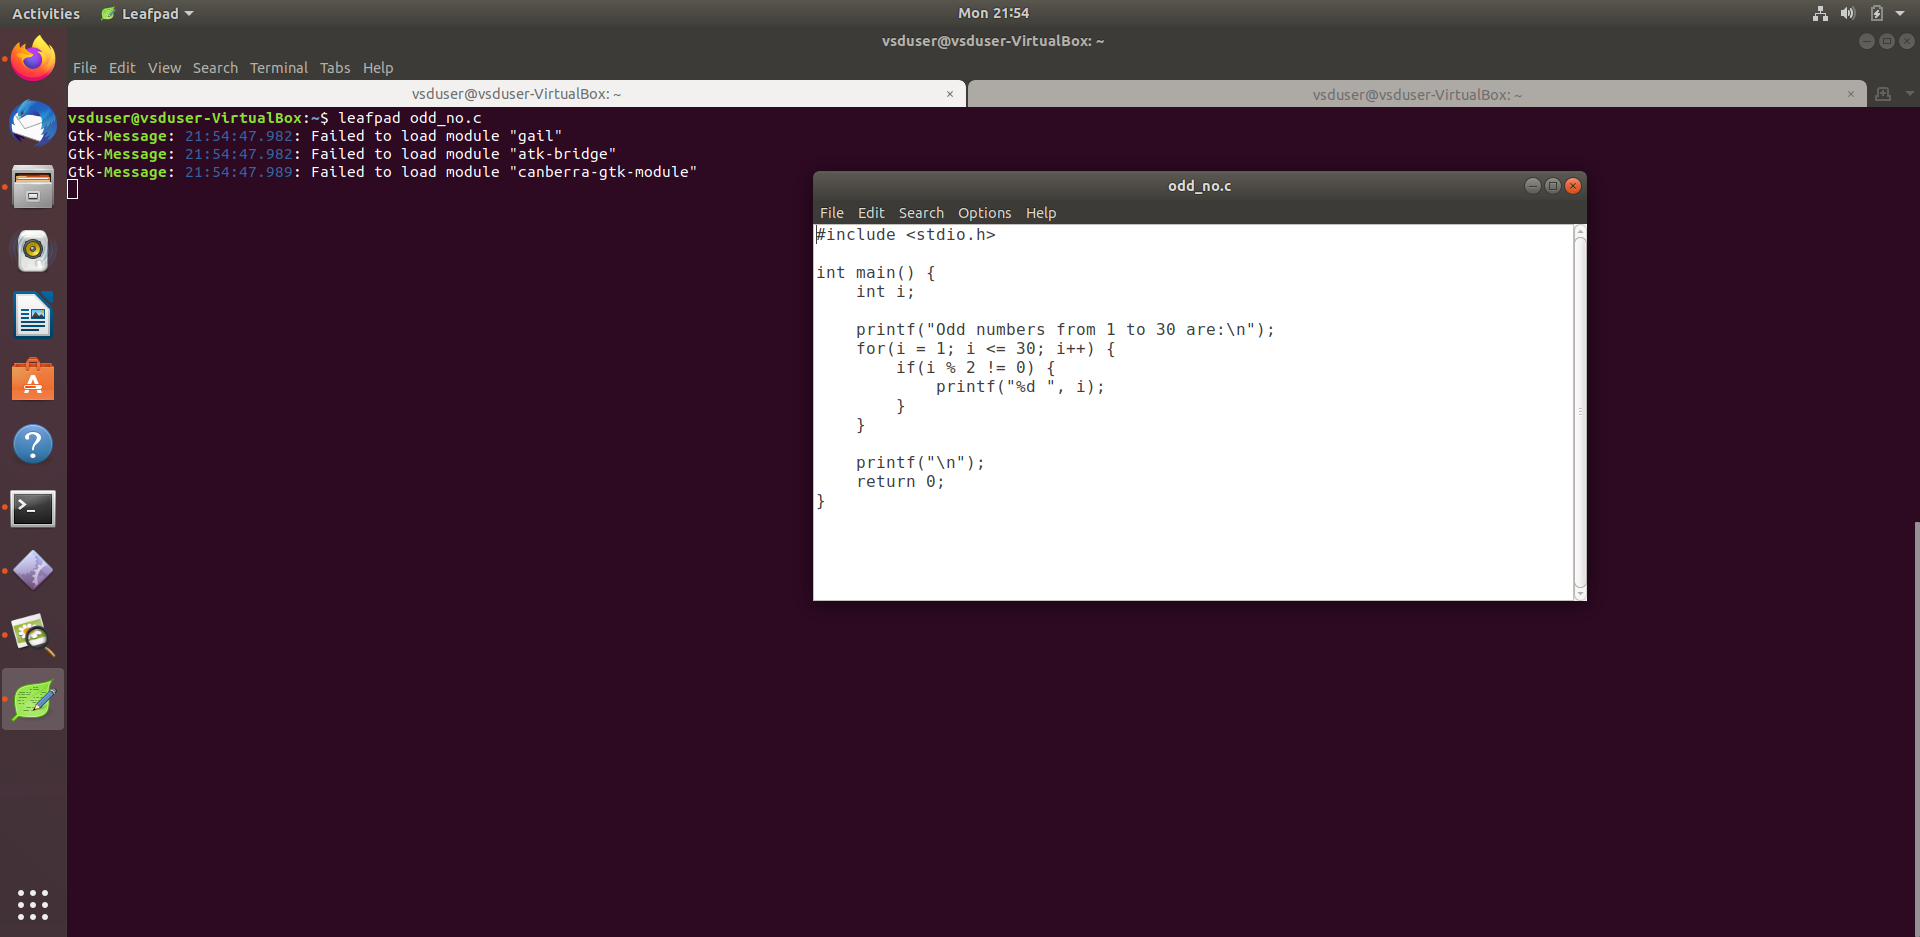 Activities Leafpad Mon 21:54
vsduser@vsduser-VirtualBox: ~
File Edit View Search Terminal Tabs Help
vsduser@vsduser-VirtualBox: ~ × vsduser@vsduser-VirtualBox: ~ ×
vsduser@vsduser-VirtualBox:~$ leafpad odd_no.c
Gtk-Message: 21:54:47.982: Failed to load module "gail"
Gtk-Message: 21:54:47.982: Failed to load module "atk-bridge"
Gtk-Message: 21:54:47.989: Failed to load module "canberra-gtk-module"
odd_no.c
File Edit Search Options Help
#include <stdio.h>
int main() {
    int i;
    printf("Odd numbers from 1 to 30 are:\n");
    for(i = 1; i <= 30; i++) {
        if(i % 2 != 0) {
            printf("%d ", i);
        }
    }
    printf("\n");
    return 0;
}